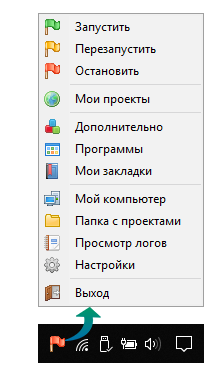 Запустить
Перезапустить
Остановить
Мои проекты
Дополнительно
Программы
Мои закладки
Мой компьютер
Папка с проектами
Просмотр логов
Настройки
Выход